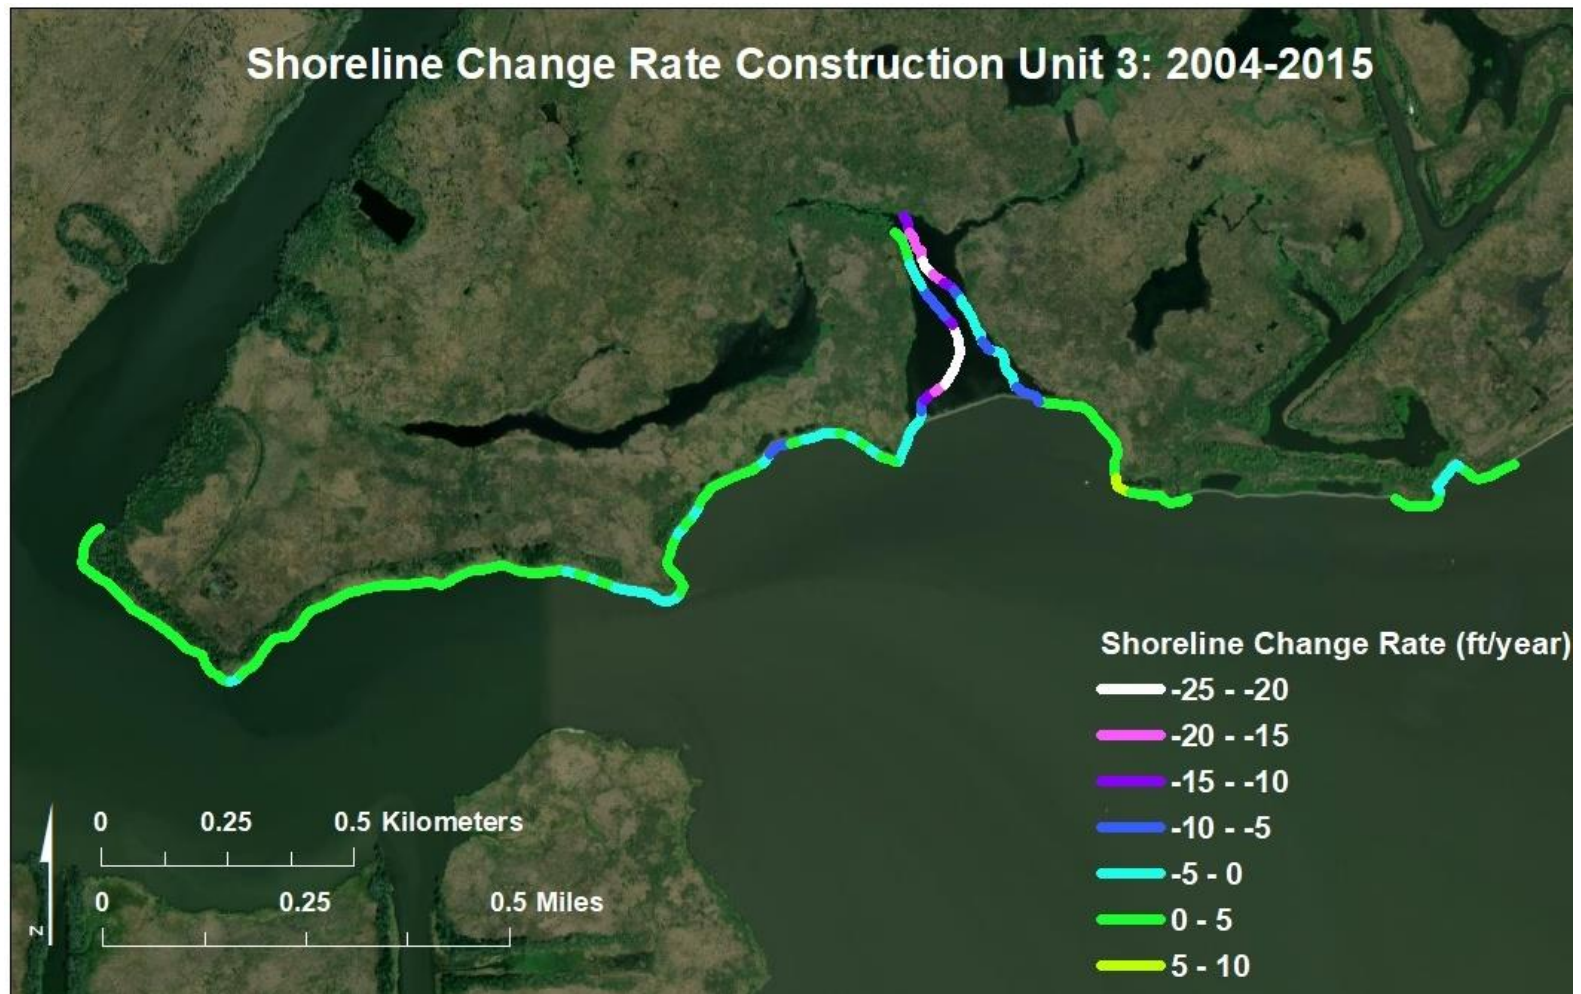 Shoreline Change Rate Construction Unit 3: 2004-2015
Shoreline Change Rate (ft/year)
-25 - -20
-20 - -15
-15 - -10
-10 - -5
-5 - 0
0 - 5
5 - 10
0 0.25 0.5 Kilometers
0 0.25 0.5 Miles
z